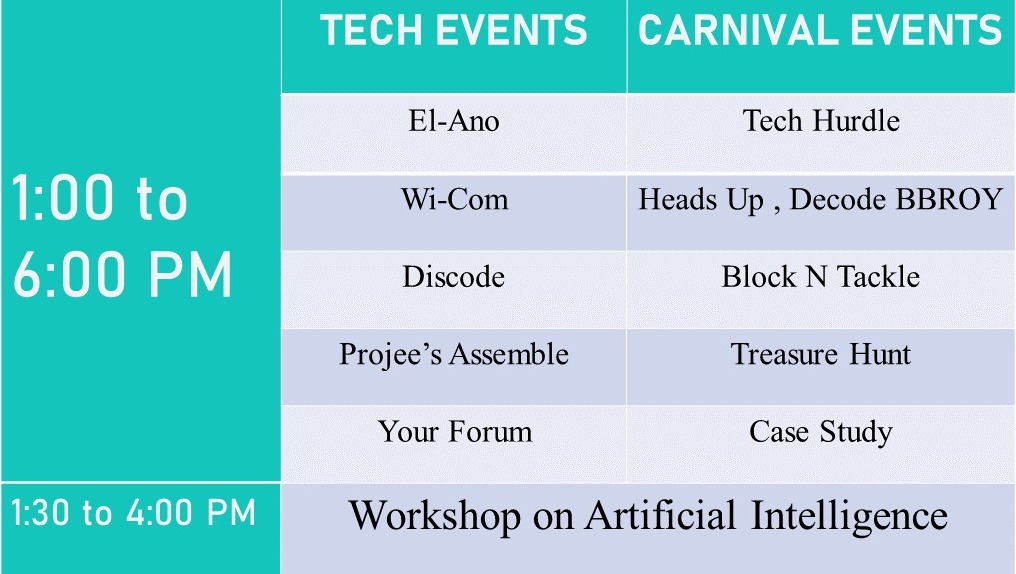 TECH EVENTS
CARNIVAL EVENTS
1:00 to
6:00 PM
El-Ano
Tech Hurdle
Wi-Com
Heads Up , Decode BBROY
Discode
Block N Tackle
Projee’s Assemble
Treasure Hunt
Your Forum
Case Study
1:30 to 4:00 PM
Workshop on Artificial Intelligence